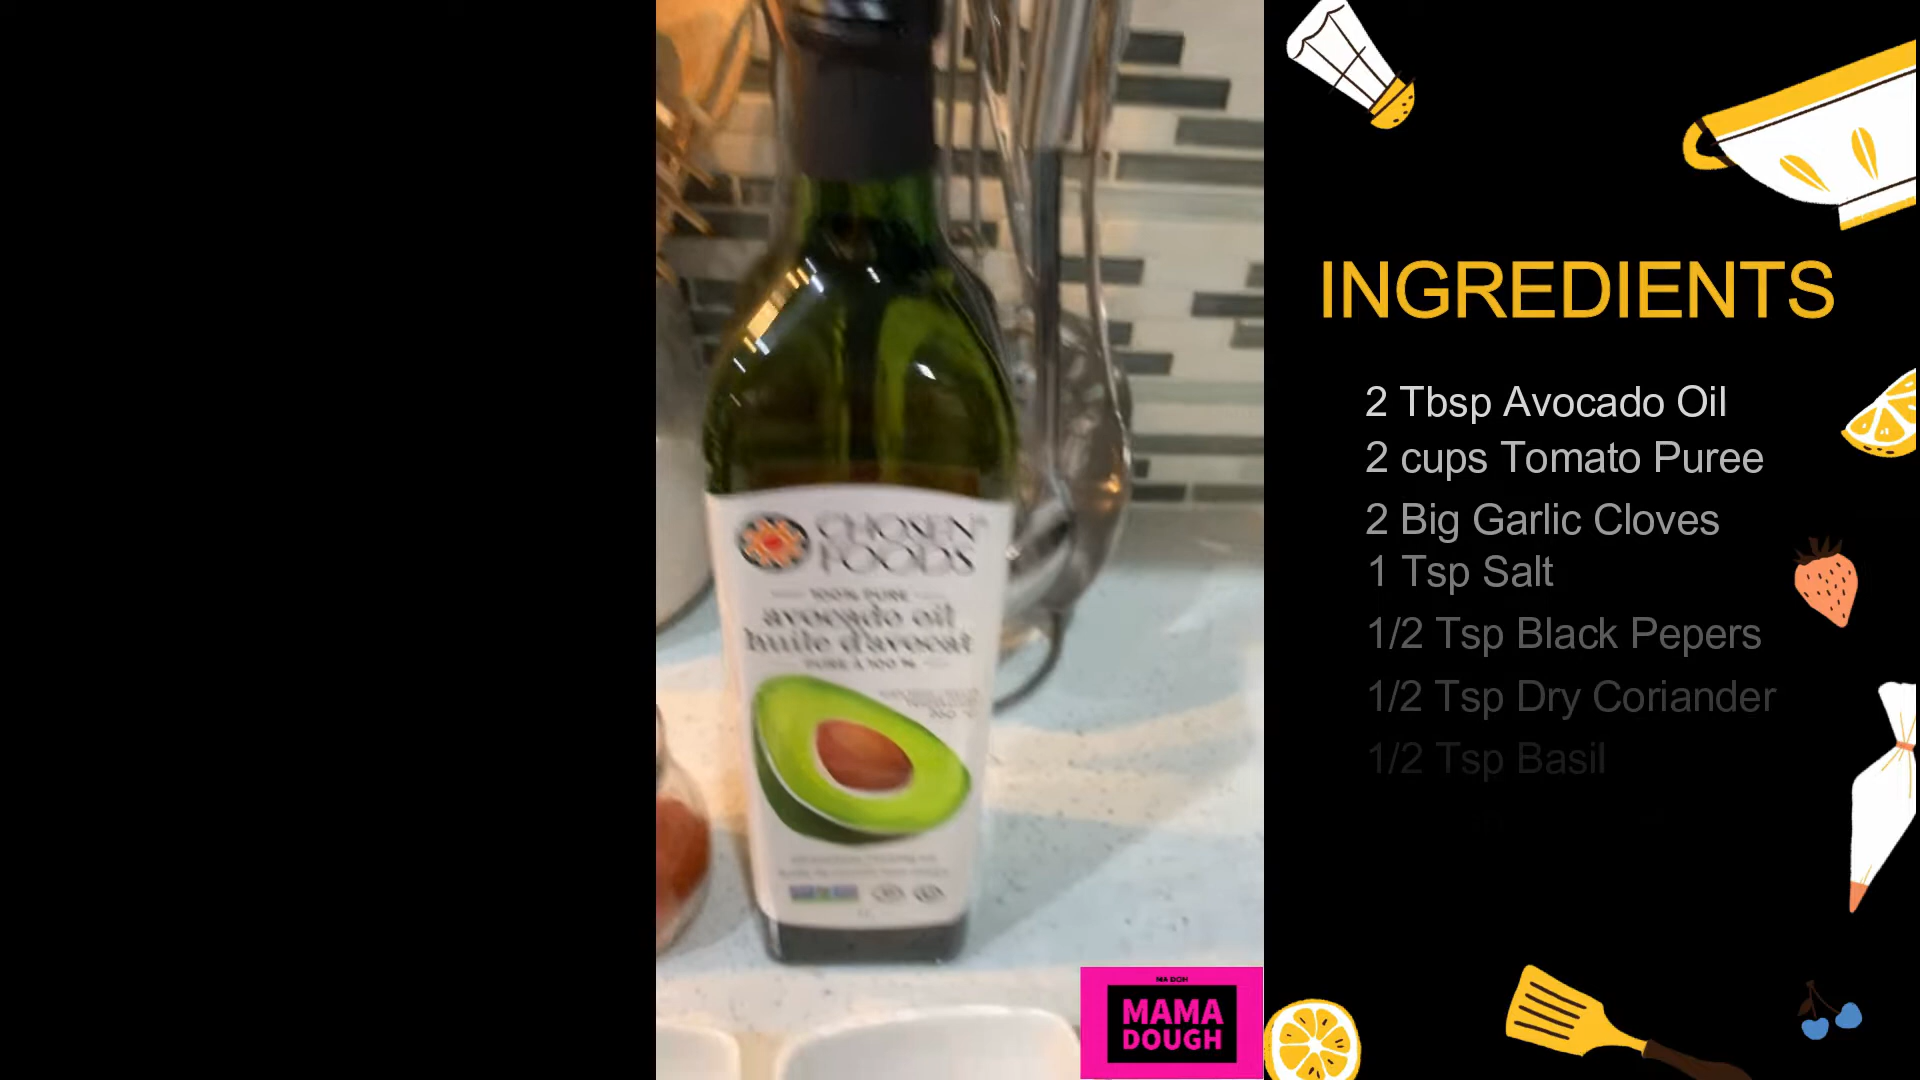 CHOSEN
FOODS
100% PURE
avocado oil
huile d'avocat
PURE À 100 %
MAMA
DOUGH
INGREDIENTS
2 Tbsp Avocado Oil
2 cups Tomato Puree
2 Big Garlic Cloves
1 Tsp Salt
1/2 Tsp Black Pepers
1/2 Tsp Dry Coriander
1/2 Tsp Basil